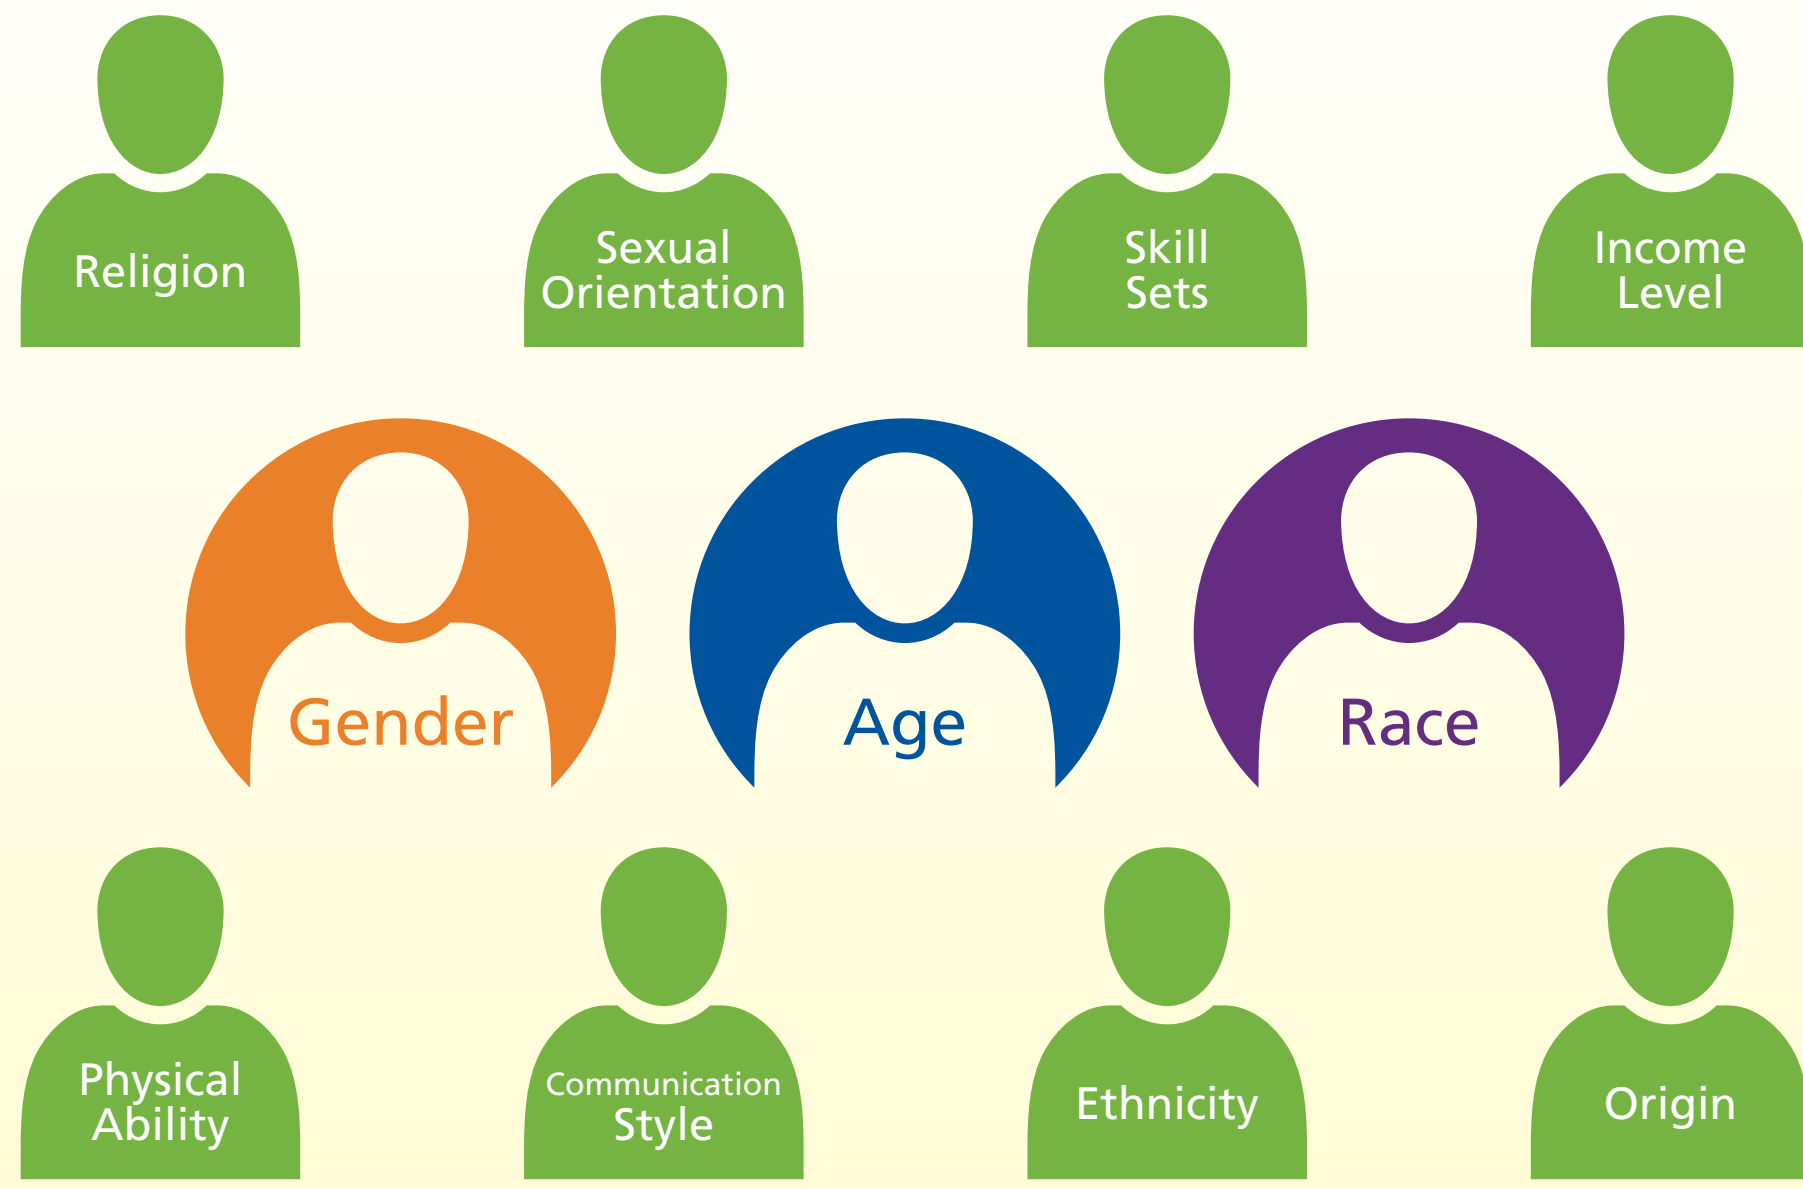 Religion
Sexual
Orientation
Skill
Sets
Income
Level
Gender
Age
Race
Physical
Ability
Communication
Style
Ethnicity
Origin